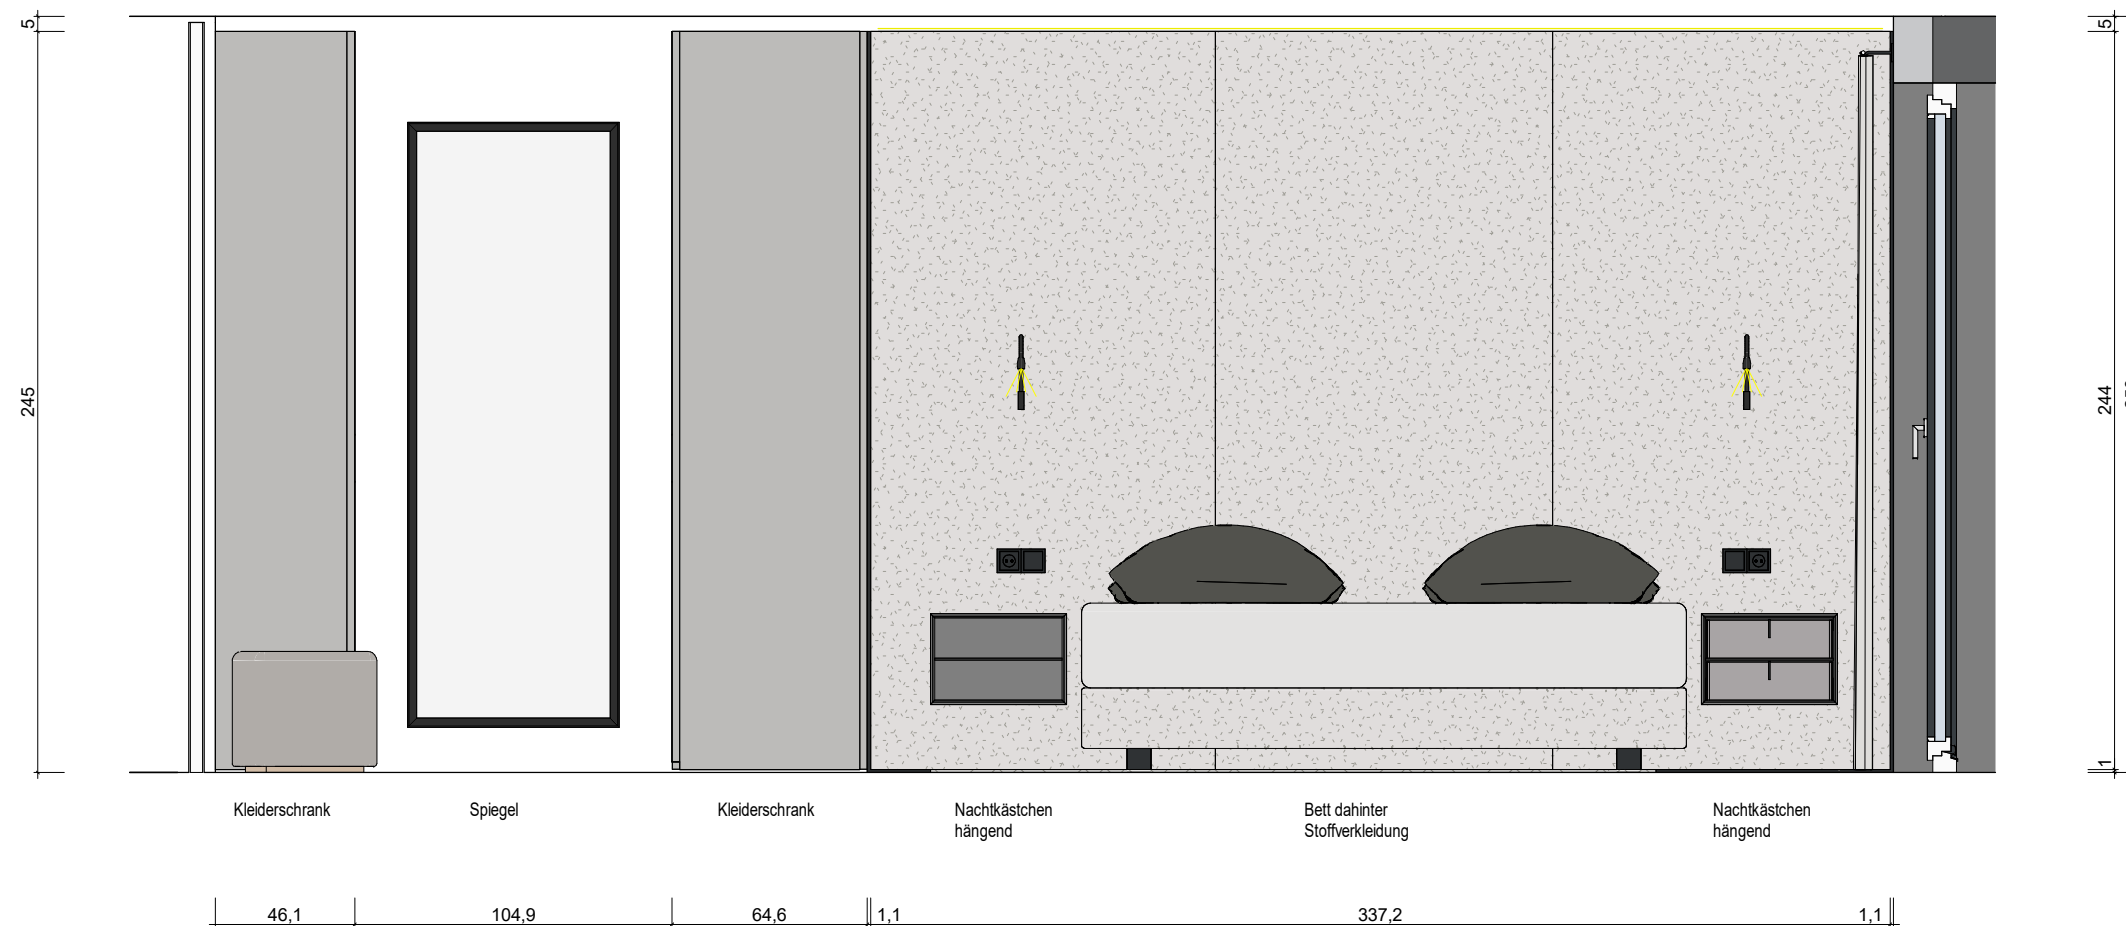 5
5
245
244
1
Kleiderschrank
Spiegel
Kleiderschrank
Nachtkästchen
hängend
Bett dahinter
Stoffverkleidung
Nachtkästchen
hängend
46,1
104,9
64,6
1,1
337,2
1,1